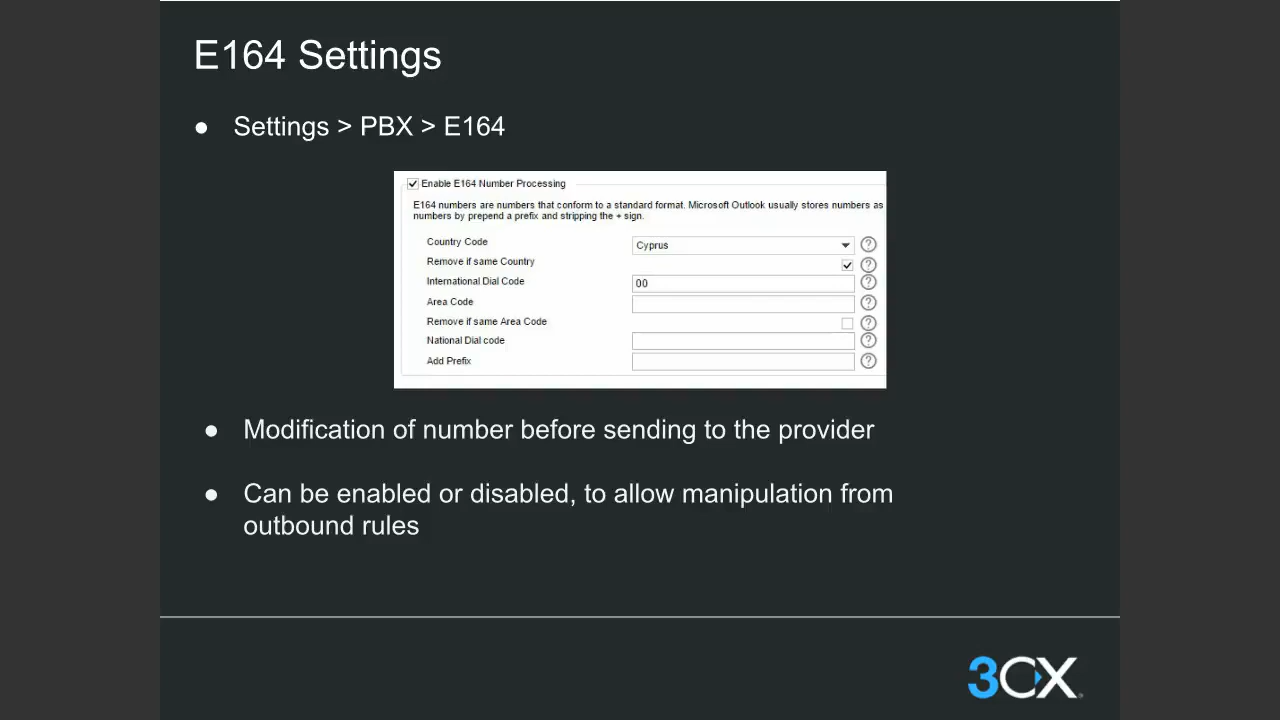 E164 Settings
● Settings > PBX > E164
Enable E164 Number Processing
E164 numbers are numbers that conform to a standard format. Microsoft Outlook usually stores numbers as
numbers by prepend a prefix and stripping the + sign.
Country Code Cyprus ?
Remove if same Country ?
International Dial Code 00 ?
Area Code ?
Remove if same Area Code ?
National Dial code ?
Add Prefix ?
● Modification of number before sending to the provider
● Can be enabled or disabled, to allow manipulation from
outbound rules
3CX